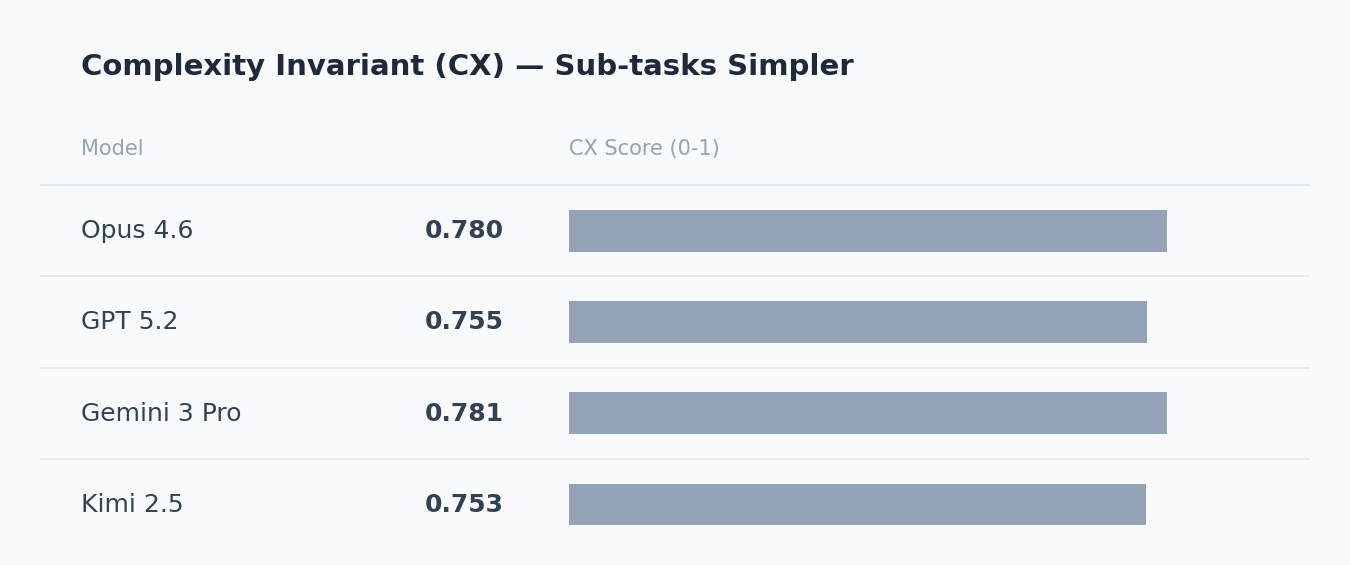 Complexity Invariant (CX) — Sub-tasks Simpler
Model CX Score (0-1)
Opus 4.6 0.780
GPT 5.2 0.755
Gemini 3 Pro 0.781
Kimi 2.5 0.753